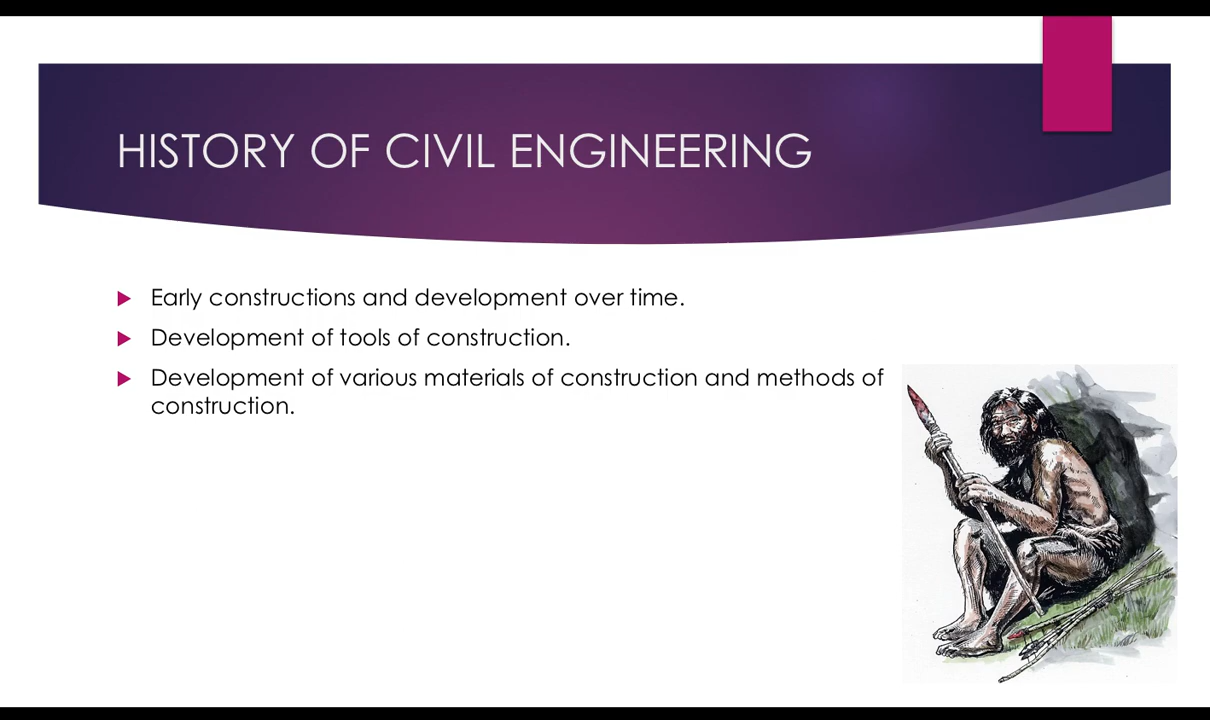 HISTORY OF CIVIL ENGINEERING
Early constructions and development over time.
Development of tools of construction.
Development of various materials of construction and methods of
construction.